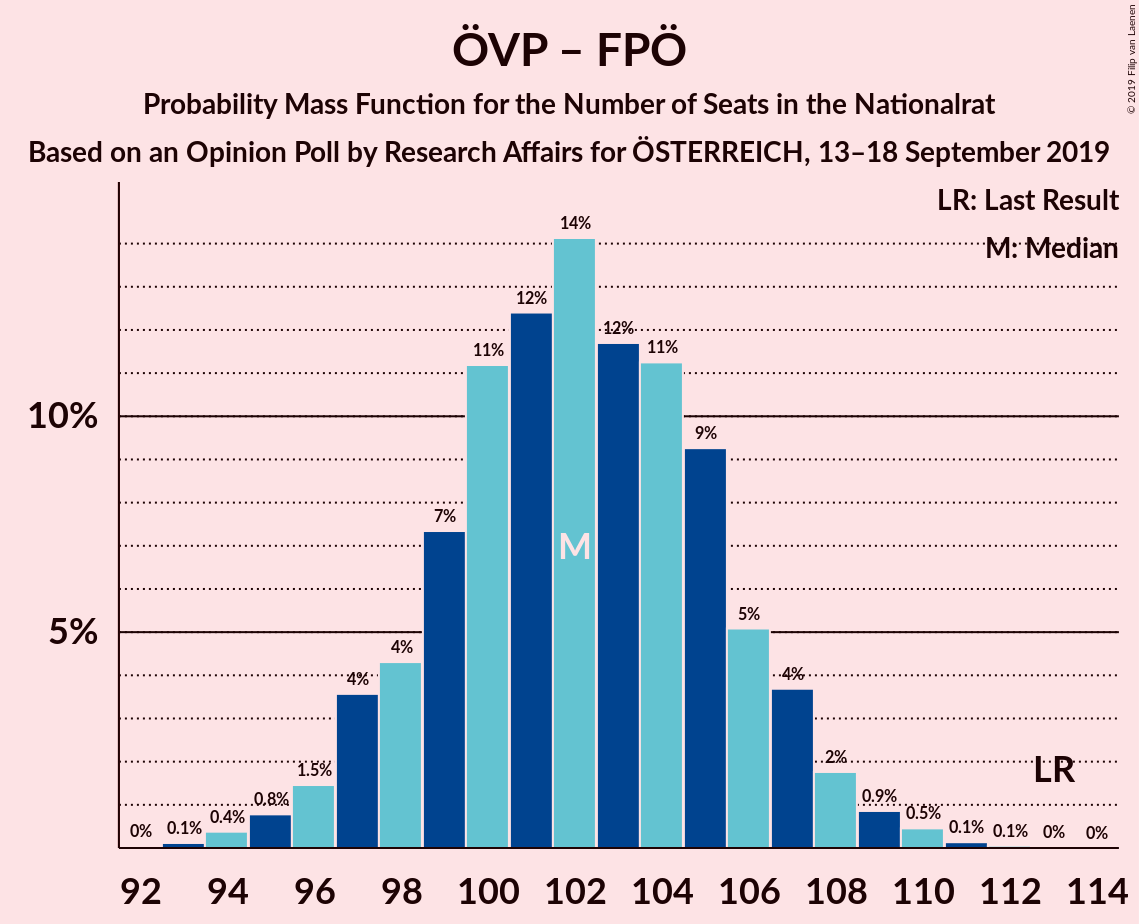 ÖVP – FPÖ
Probability Mass Function for the Number of Seats in the Nationalrat
Based on an Opinion Poll by Research Affairs for ÖSTERREICH, 13–18 September 2019
© 2019 Filip van Laenen
LR: Last Result
M: Median
14%
12%
12%
11%
11%
10%
9%
7%
M
5%
5%
4%
4%
4%
2%
LR
1.5%
0.9%
0.8%
0.5%
0.4%
0%
0.1%
0.1%
0.1%
0%
0%
92 94 96 98 100 102 104 106 108 110 112 114